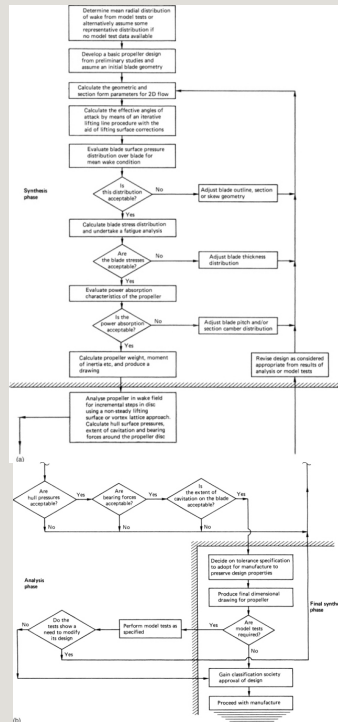 Determine mean radial distribution
of wake from model tests or
alternatively assume some
representative distribution if
no model test data available
Develop a basic propeller design
from preliminary studies and
assume an initial blade geometry
Calculate the geometric and
section form parameters for 2D flow
Calculate the effective angles of
attack by means of an iterative
lifting line procedure with the
aid of lifting surface corrections
Evaluate blade surface pressure
distribution over blade for
mean wake condition
Synthesis
phase
Is
this distribution
acceptable?
No
Adjust blade outline, section
or skew geometry
Yes
Calculate blade stress distribution
and undertake a fatigue analysis
Are
the blade stresses
acceptable?
No
Adjust blade thickness
distribution
Yes
Evaluate power absorption
characteristics of the propeller
Is the
power absorption
acceptable?
No
Adjust blade pitch and/or
section camber distribution
Yes
Calculate propeller weight, moment
of inertia etc, and produce a
drawing
Revise design as considered
appropriate from results of
analysis or model tests
Analyse propeller in wake field
for incremental steps in disc
using a non steady lifting
surface or vortex lattice approach.
Calculate hull surface pressures,
extent of cavitation and bearing
forces around the propeller disc
(a)
Are
hull pressures
acceptable?
Yes
Are
bearing forces
acceptable?
Yes
Is
the extent of
cavitation on the blade
acceptable?
Yes
No
No
No
Decide on tolerance specification
to adopt for manufacture to
preserve design properties
Produce final dimensional
drawing for propeller
Analysis
phase
Final synthesis
phase
Are
model tests
required?
Yes
Perform model tests as
specified
Do the
tests show a
need to modify
its design
No
Yes
No
Gain classification society
approval of design
Proceed with manufacture
(b)